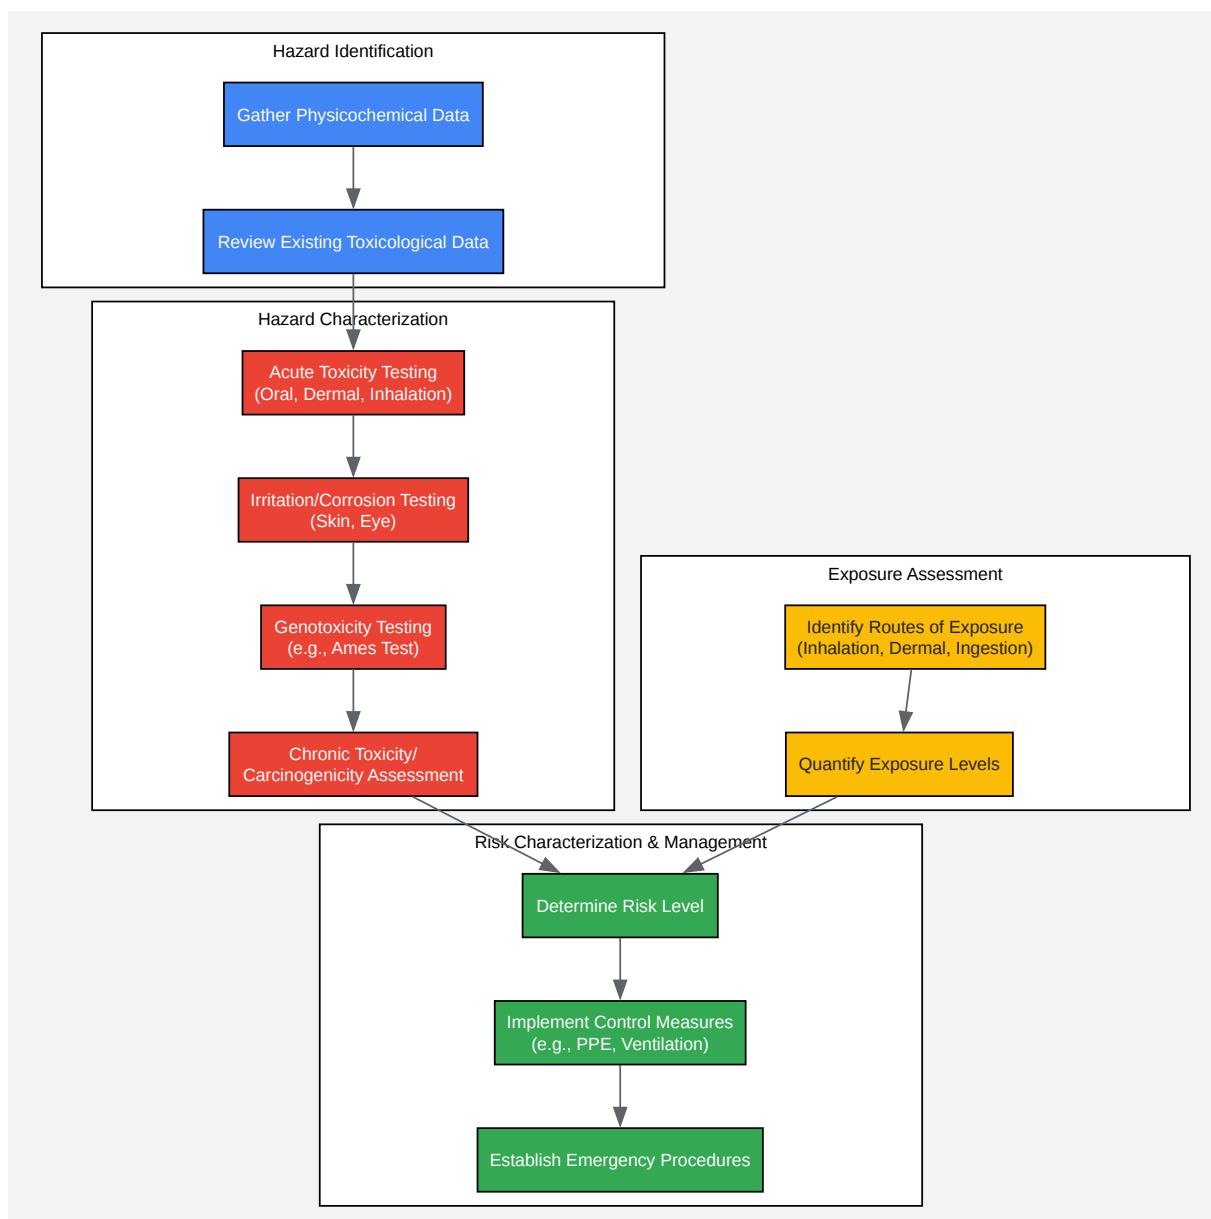 Hazard Identification
Gather Physicochemical Data
Review Existing Toxicological Data
Hazard Characterization
Acute Toxicity Testing
(Oral, Dermal, Inhalation)
Irritation/Corrosion Testing
(Skin, Eye)
Genotoxicity Testing
(e.g., Ames Test)
Chronic Toxicity/
Carcinogenicity Assessment
Exposure Assessment
Identify Routes of Exposure
(Inhalation, Dermal, Ingestion)
Quantify Exposure Levels
Risk Characterization & Management
Determine Risk Level
Implement Control Measures
(e.g., PPE, Ventilation)
Establish Emergency Procedures